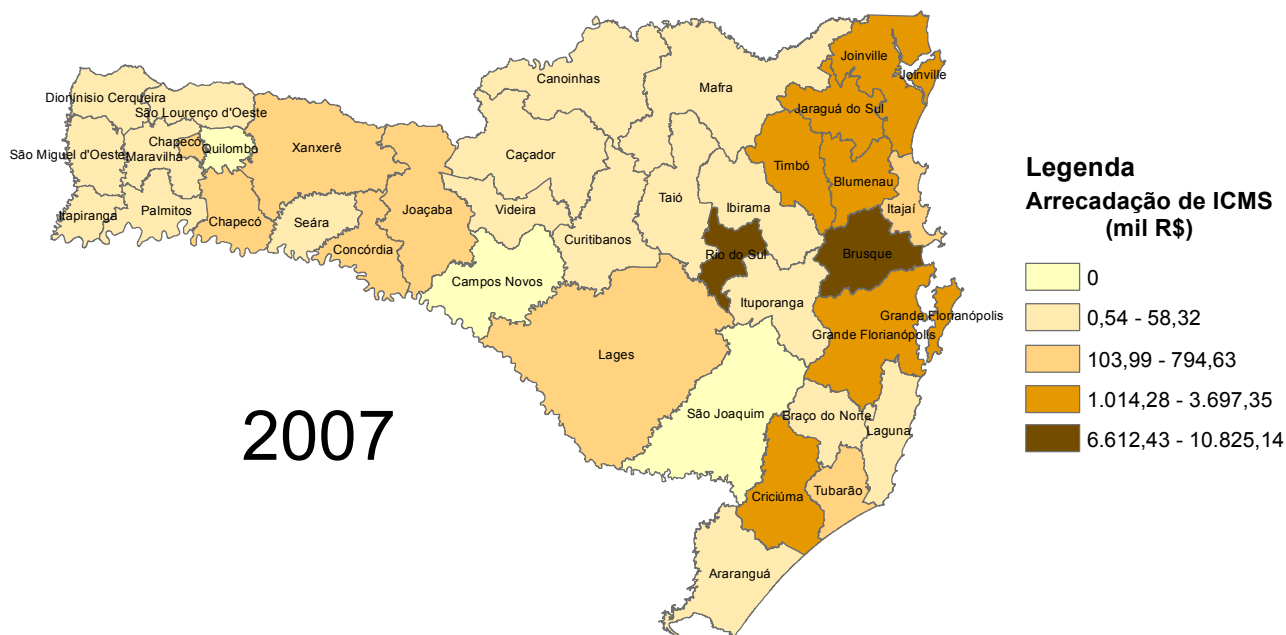 Joinville
Joinville
Canoinhas
Mafra
Dionísio Cerqueira
São Lourenço d'Oeste
Jaraguá do Sul
Chapecó
Quilombo
Xanxerê
São Miguel d'Oeste
Maravilha
Caçador
Timbó
Blumenau
Legenda
Arrecadação de ICMS
(mil R$)
Itapiranga
Palmitos
Chapecó
Seára
Joaçaba
Videira
Taió
Ibirama
Itajaí
Concórdia
Curitibanos
Rio do Sul
Brusque
Campos Novos
Ituporanga
Grande Florianópolis
Grande Florianópolis
0
0,54 - 58,32
103,99 - 794,63
1.014,28 - 3.697,35
6.612,43 - 10.825,14
Lages
2007
São Joaquim
Braço do Norte
Laguna
Criciúma
Tubarão
Araranguá